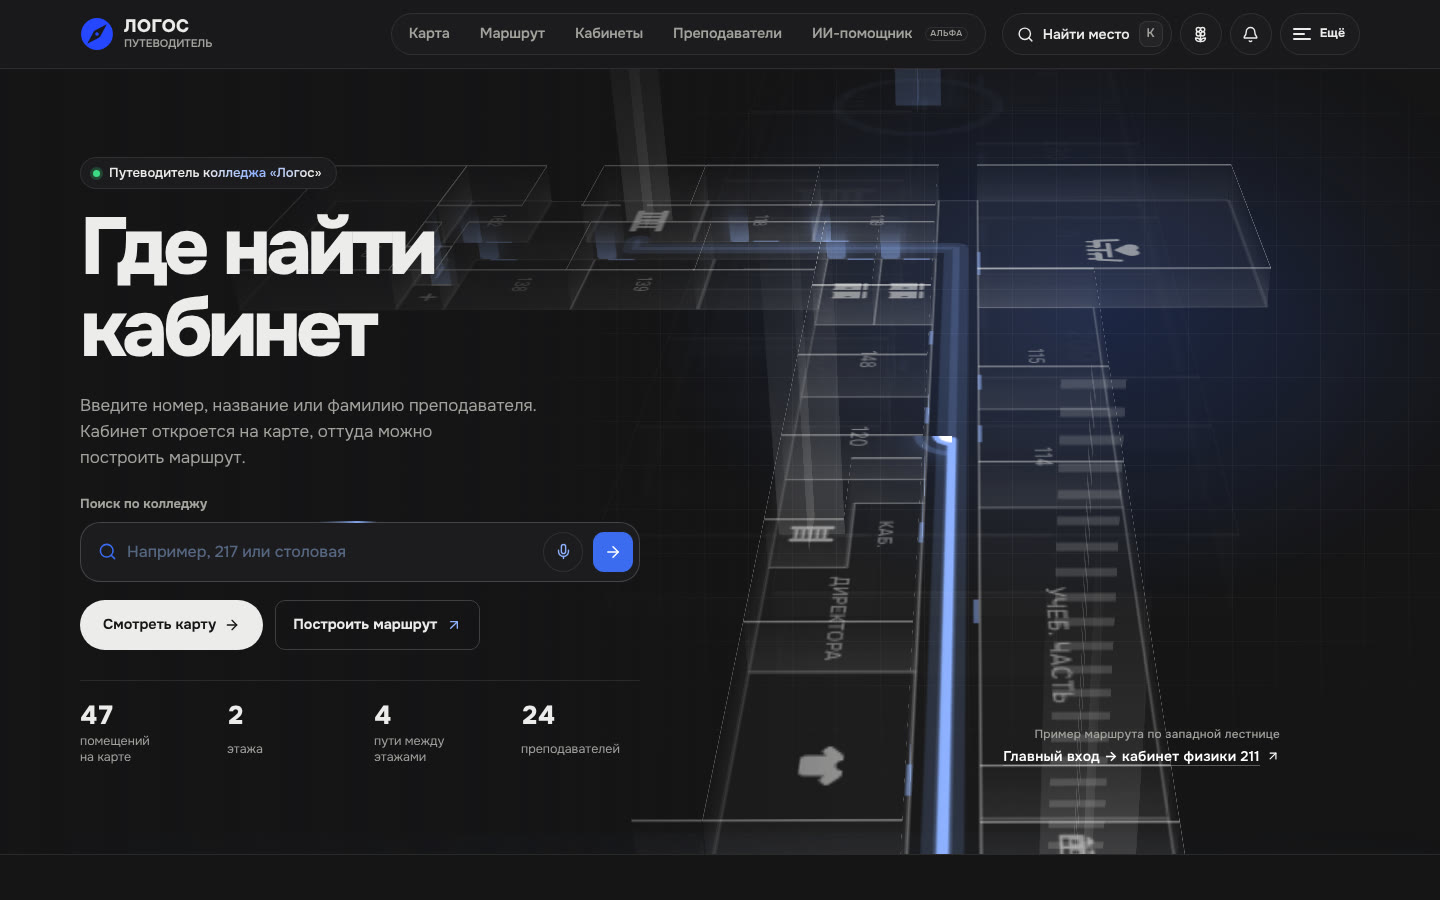 ЛОГОС
ПУТЕВОДИТЕЛЬ
Карта
Маршрут
Кабинеты
Преподаватели
ИИ-помощник
АЛЬФА
Найти место
K
Ещё
Путеводитель колледжа «Логос»
Где найти
кабинет
Введите номер, название или фамилию преподавателя.
Кабинет откроется на карте, оттуда можно
построить маршрут.
Поиск по колледжу
Например, 217 или столовая
Смотреть карту
Построить маршрут
47
помещений
на карте
2
этажа
4
пути между
этажами
24
преподавателей
138
139
148
115
120
114
КАБ.
ДИРЕКТОРА
УЧЕБ. ЧАСТЬ
Пример маршрута по западной лестнице
Главный вход → кабинет физики 211